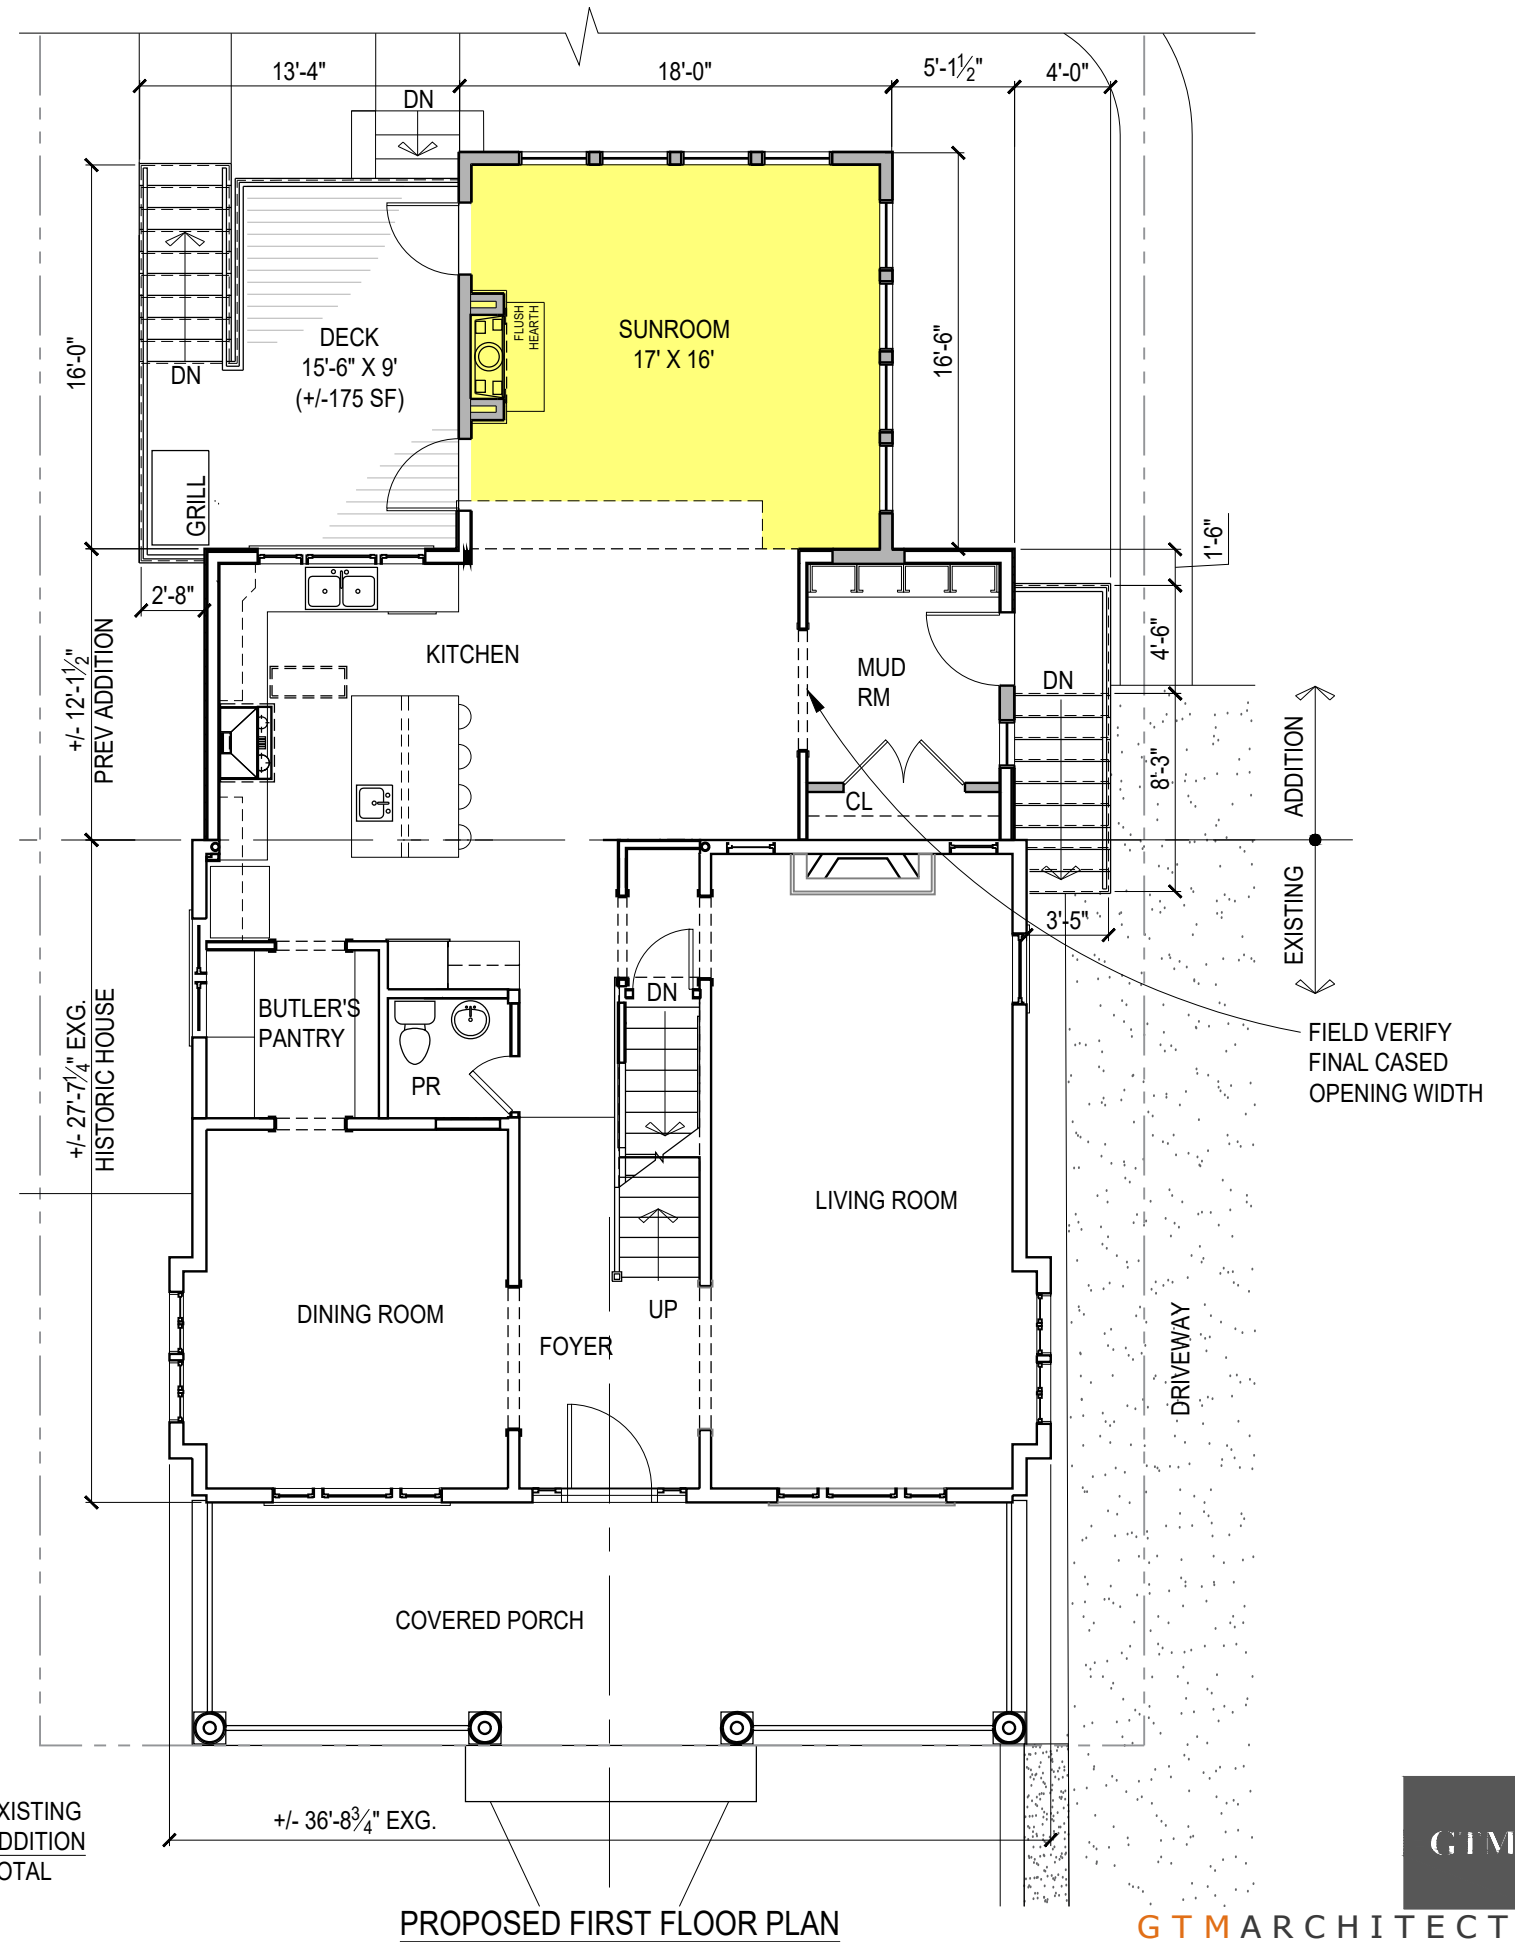 13'-4"
18'-0"
5'-1½"
4'-0"
DN
16'-0"
DN
DECK
15'-6" X 9'
(+/-175 SF)
FLUSH
HEARTH
SUNROOM
17' X 16'
16'-6"
GRILL
1'-6"
2'-8"
+/- 12'-1½"
PREV ADDITION
KITCHEN
MUD
RM
DN
4'-6"
8'-3"
CL
ADDITION
EXISTING
3'-5"
+/- 27'-7¼" EXG.
HISTORIC HOUSE
BUTLER'S
PANTRY
PR
DN
FIELD VERIFY
FINAL CASED
OPENING WIDTH
LIVING ROOM
DINING ROOM
UP
FOYER
DRIVEWAY
COVERED PORCH
XISTING
DDITION
OTAL
+/- 36'-8¾" EXG.
PROPOSED FIRST FLOOR PLAN
GTM
GTMARCHITECT